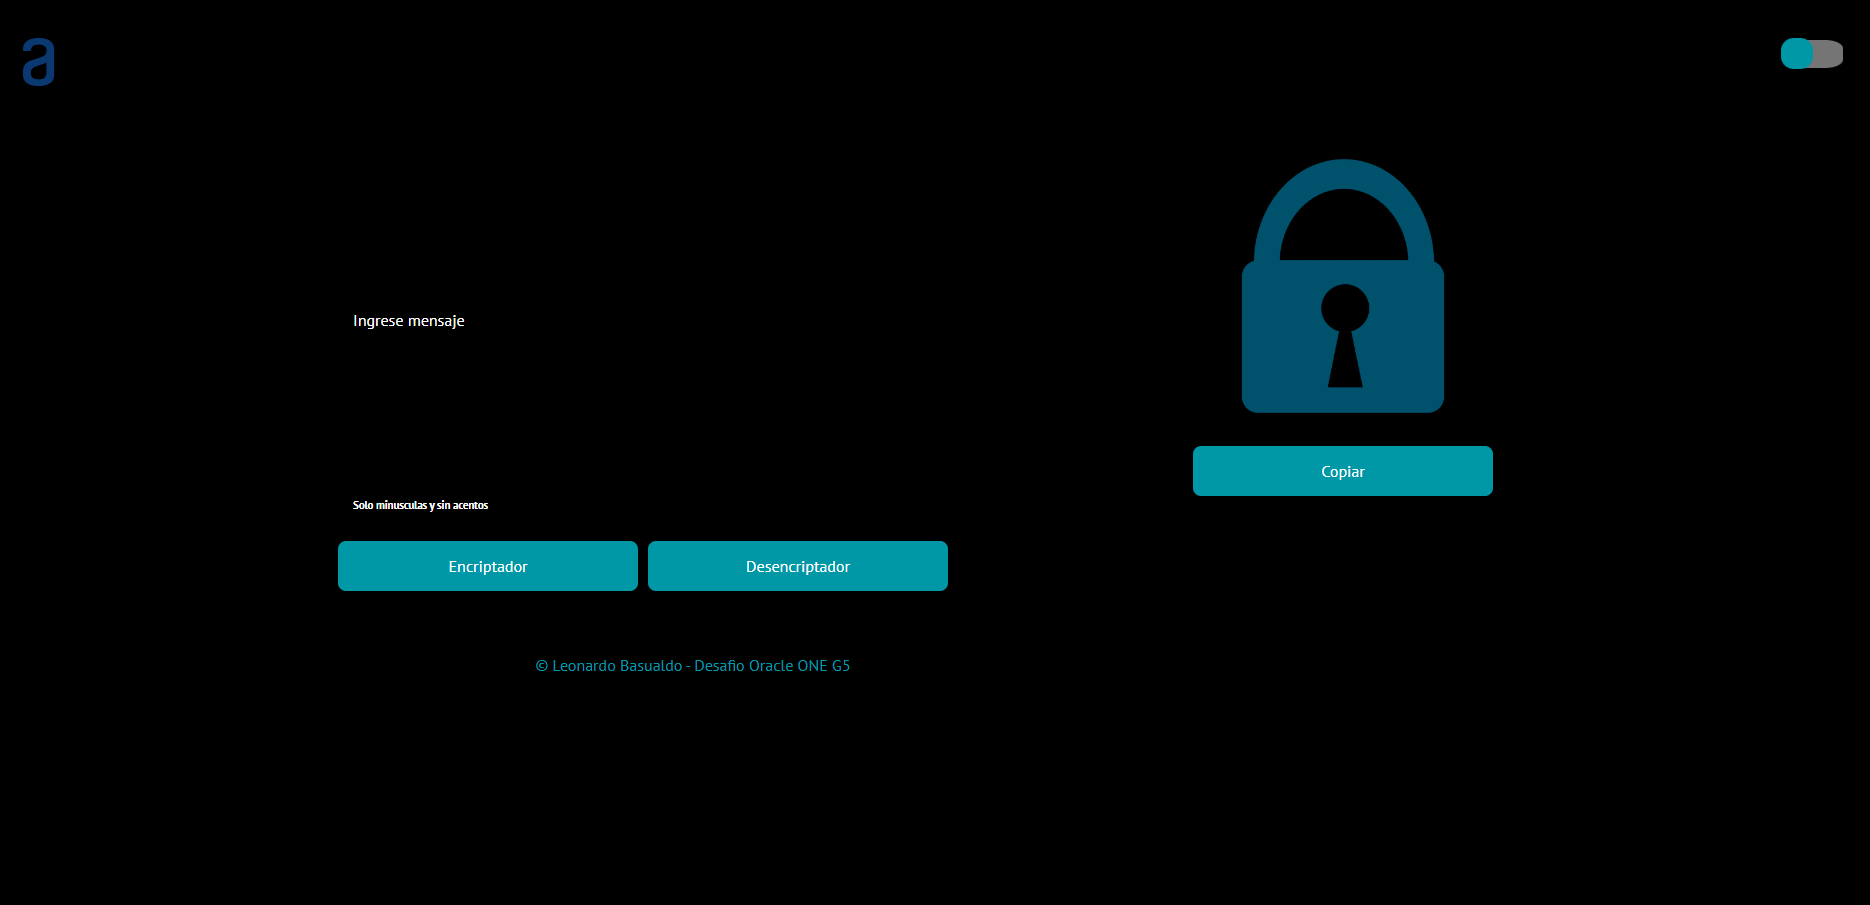 a
Ingrese mensaje
Solo minusculas y sin acentos
Encriptador
Desencriptador
Copiar
© Leonardo Basualdo - Desafio Oracle ONE G5